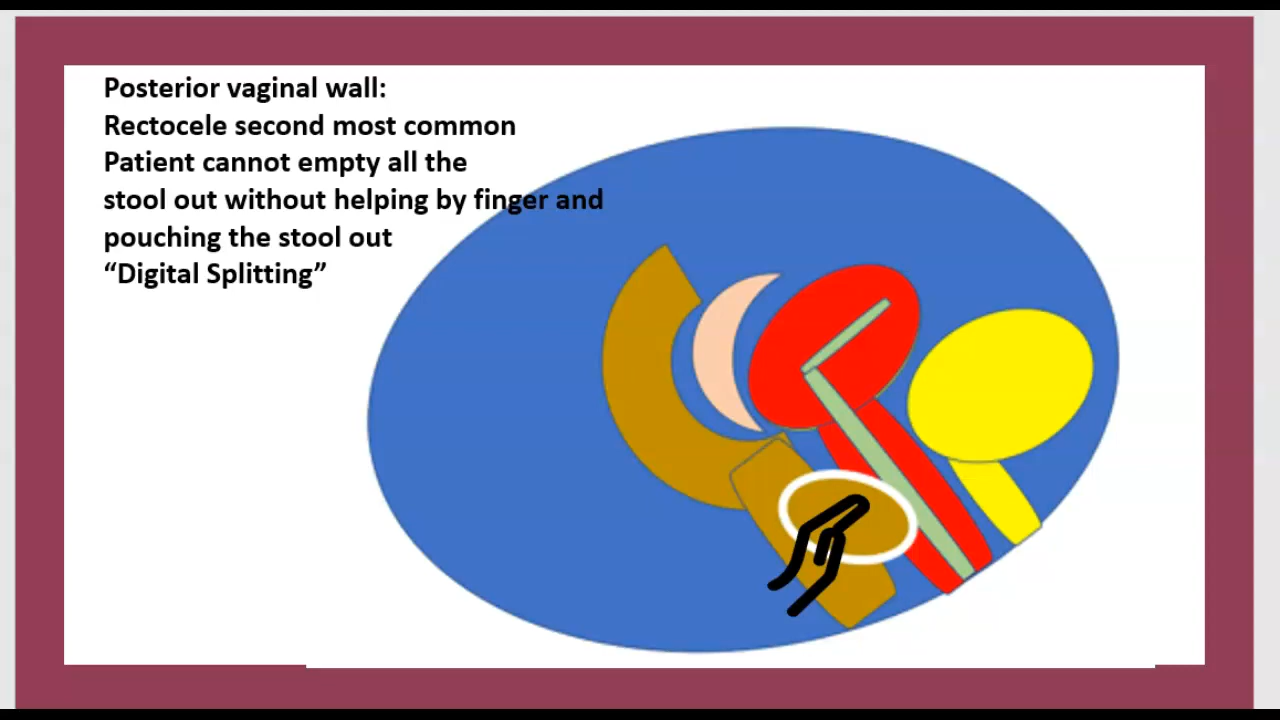 Posterior vaginal wall:
Rectocele second most common
Patient cannot empty all the
stool out without helping by finger and
pouching the stool out
“Digital Splitting”